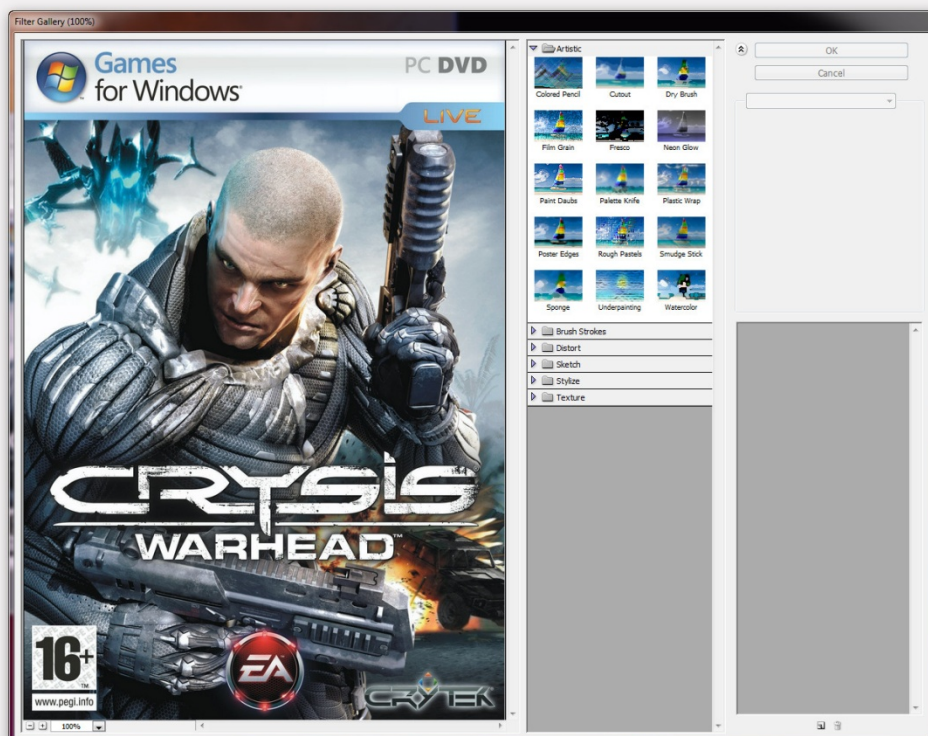 Filter Gallery (100%)
Games
for Windows®
PC DVD
LIVE
CRYSIS
WARHEAD™
16+
TM
www.pegi.info
EA
CRYTEK
100%
Artistic
Colored Pencil
Cutout
Dry Brush
Film Grain
Fresco
Neon Glow
Paint Daubs
Palette Knife
Plastic Wrap
Poster Edges
Rough Pastels
Smudge Stick
Sponge
Underpainting
Watercolor
Brush Strokes
Distort
Sketch
Stylize
Texture
OK
Cancel